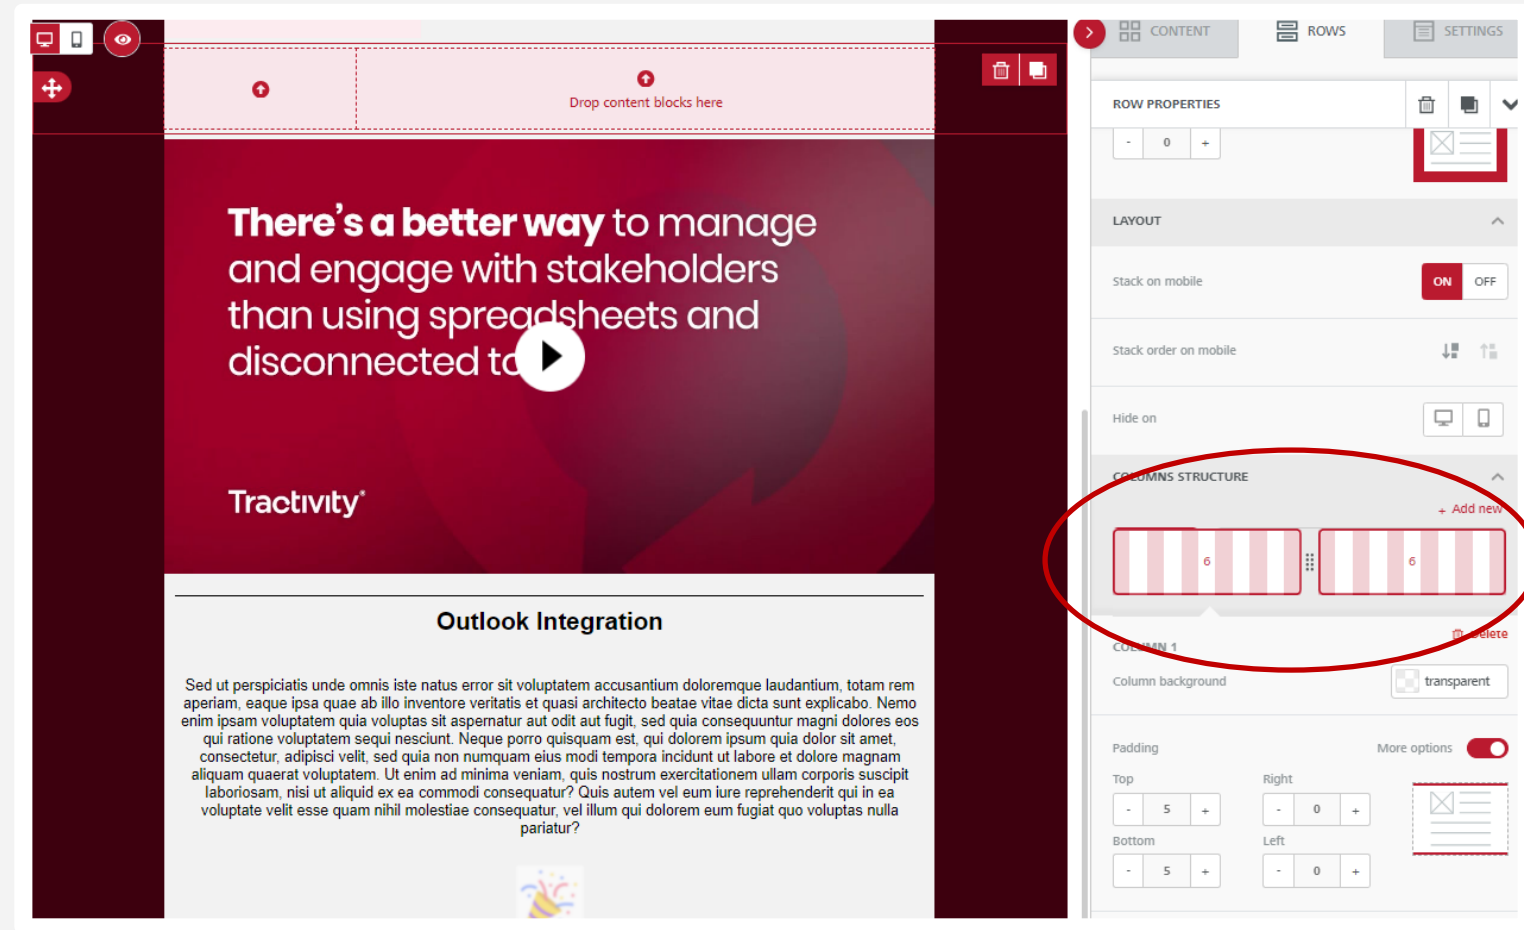 CONTENT
ROWS
SETTINGS
Drop content blocks here
ROW PROPERTIES
- 0 +
There's a better way to manage
and engage with stakeholders
than using spreadsheets and
disconnected to
Tractivity®
LAYOUT
Stack on mobile
ON OFF
Stack order on mobile
Hide on
COLUMNS STRUCTURE
+ Add new
6 6
Delete
COLUMN 1
Column background
transparent
Padding
More options
Top Right
- 5 + - 0 +
Bottom Left
- 5 + - 0 +
Outlook Integration
Sed ut perspiciatis unde omnis iste natus error sit voluptatem accusantium doloremque laudantium, totam rem
aperiam, eaque ipsa quae ab illo inventore veritatis et quasi architecto beatae vitae dicta sunt explicabo. Nemo
enim ipsam voluptatem quia voluptas sit aspernatur aut odit aut fugit, sed quia consequuntur magni dolores eos
qui ratione voluptatem sequi nesciunt. Neque porro quisquam est, qui dolorem ipsum quia dolor sit amet,
consectetur, adipisci velit, sed quia non numquam eius modi tempora incidunt ut labore et dolore magnam
aliquam quaerat voluptatem. Ut enim ad minima veniam, quis nostrum exercitationem ullam corporis suscipit
laboriosam, nisi ut aliquid ex ea commodi consequatur? Quis autem vel eum iure reprehenderit qui in ea
voluptate velit esse quam nihil molestiae consequatur, vel illum qui dolorem eum fugiat quo voluptas nulla
pariatur?